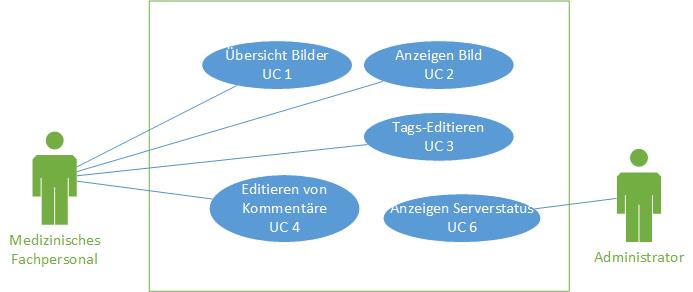 Übersicht Bilder
UC 1
Anzeigen Bild
UC 2
Tags-Editieren
UC 3
Editieren von
Kommentäre
UC 4
Anzeigen Serverstatus
UC 6
Medizinisches
Fachpersonal
Administrator